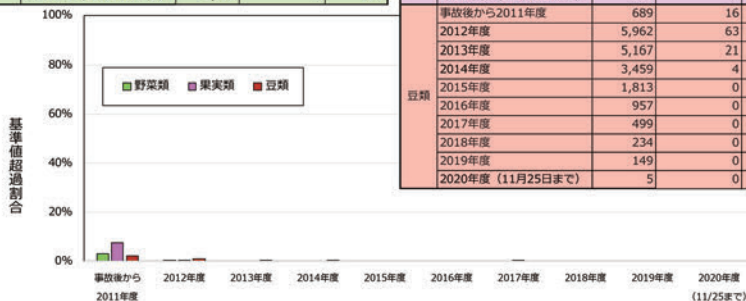 豆類
事故後から2011年度 689 16
2012年度 5,962 63
2013年度 5,167 21
2014年度 3,459 4
2015年度 1,813 0
2016年度 957 0
2017年度 499 0
2018年度 234 0
2019年度 149 0
2020年度（11月25日まで） 5 0
基準値超過割合
100%
80%
60%
40%
20%
0%
野菜類 果実類 豆類
事故後から 2012年度 2013年度 2014年度 2015年度 2016年度 2017年度 2018年度 2019年度 2020年度
2011年度 (11/25まで)